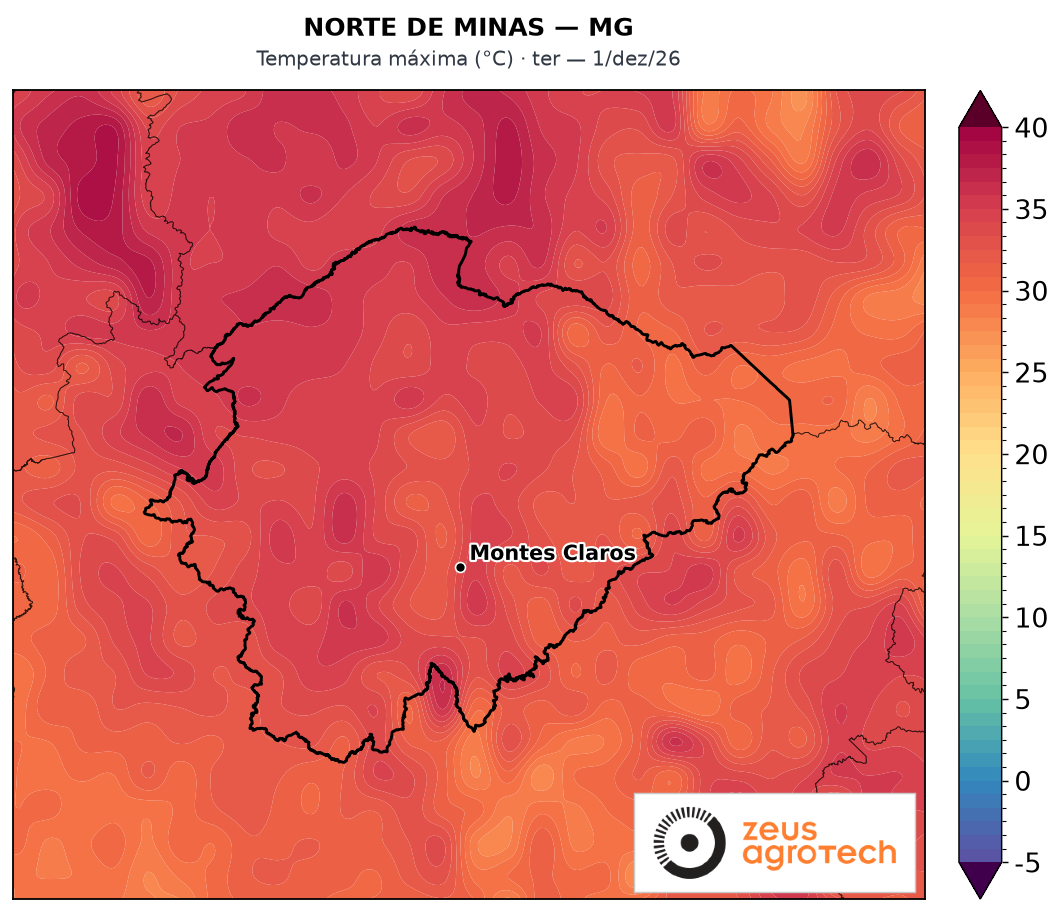 NORTE DE MINAS — MG
Temperatura máxima (°C) · ter — 1/dez/26
40
35
30
25
20
15
10
5
0
-5
Montes Claros
zeus
agrotech